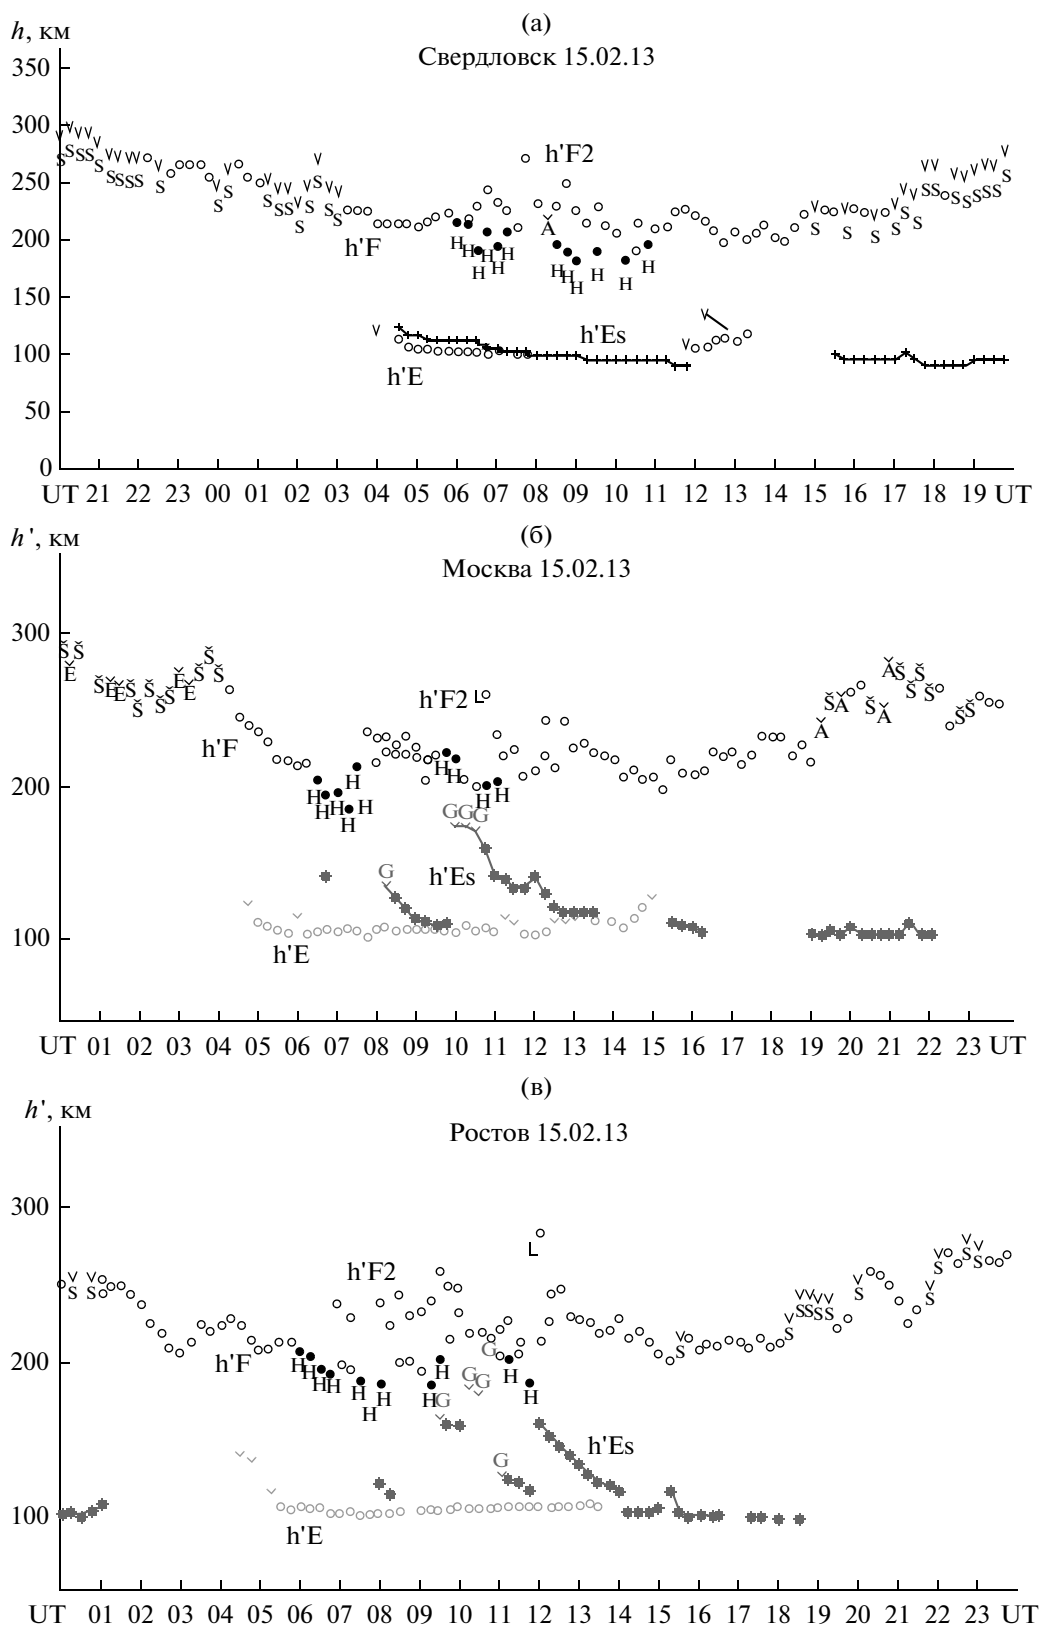 (а)
h, км
Свердловск 15.02.13
350
300
250
200
150
100
50
0
h'F2
h'F
h'Es
h'E
UT 21 22 23 00 01 02 03 04 05 06 07 08 09 10 11 12 13 14 15 16 17 18 19 UT
(б)
h', км
Москва 15.02.13
300
200
100
h'F2
L
h'F
G G G
G
h'Es
h'E
UT 01 02 03 04 05 06 07 08 09 10 11 12 13 14 15 16 17 18 19 20 21 22 23 UT
(в)
h', км
Ростов 15.02.13
300
200
100
L
h'F2
h'F
h'Es
h'E
UT 01 02 03 04 05 06 07 08 09 10 11 12 13 14 15 16 17 18 19 20 21 22 23 UT